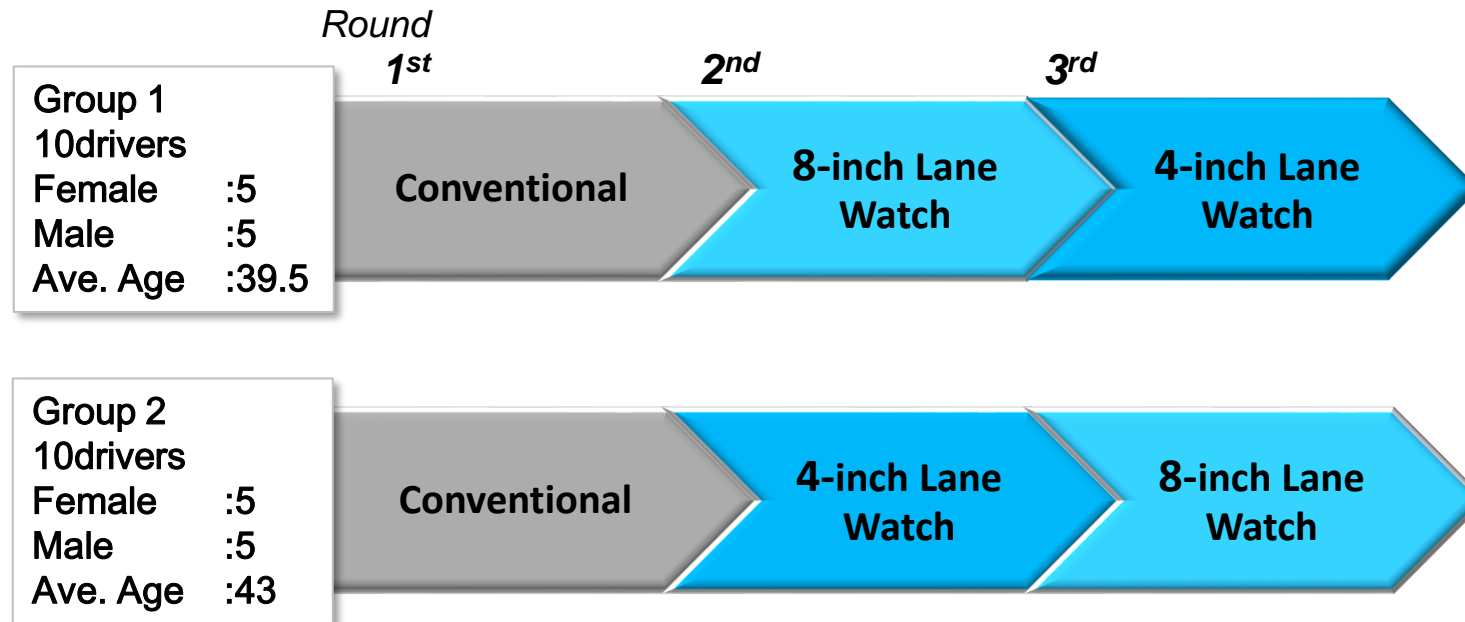 Round
1st 2nd 3rd
Group 1
10drivers
Female :5
Male :5
Ave. Age :39.5
Conventional
8-inch Lane
Watch
4-inch Lane
Watch
Group 2
10drivers
Female :5
Male :5
Ave. Age :43
Conventional
4-inch Lane
Watch
8-inch Lane
Watch